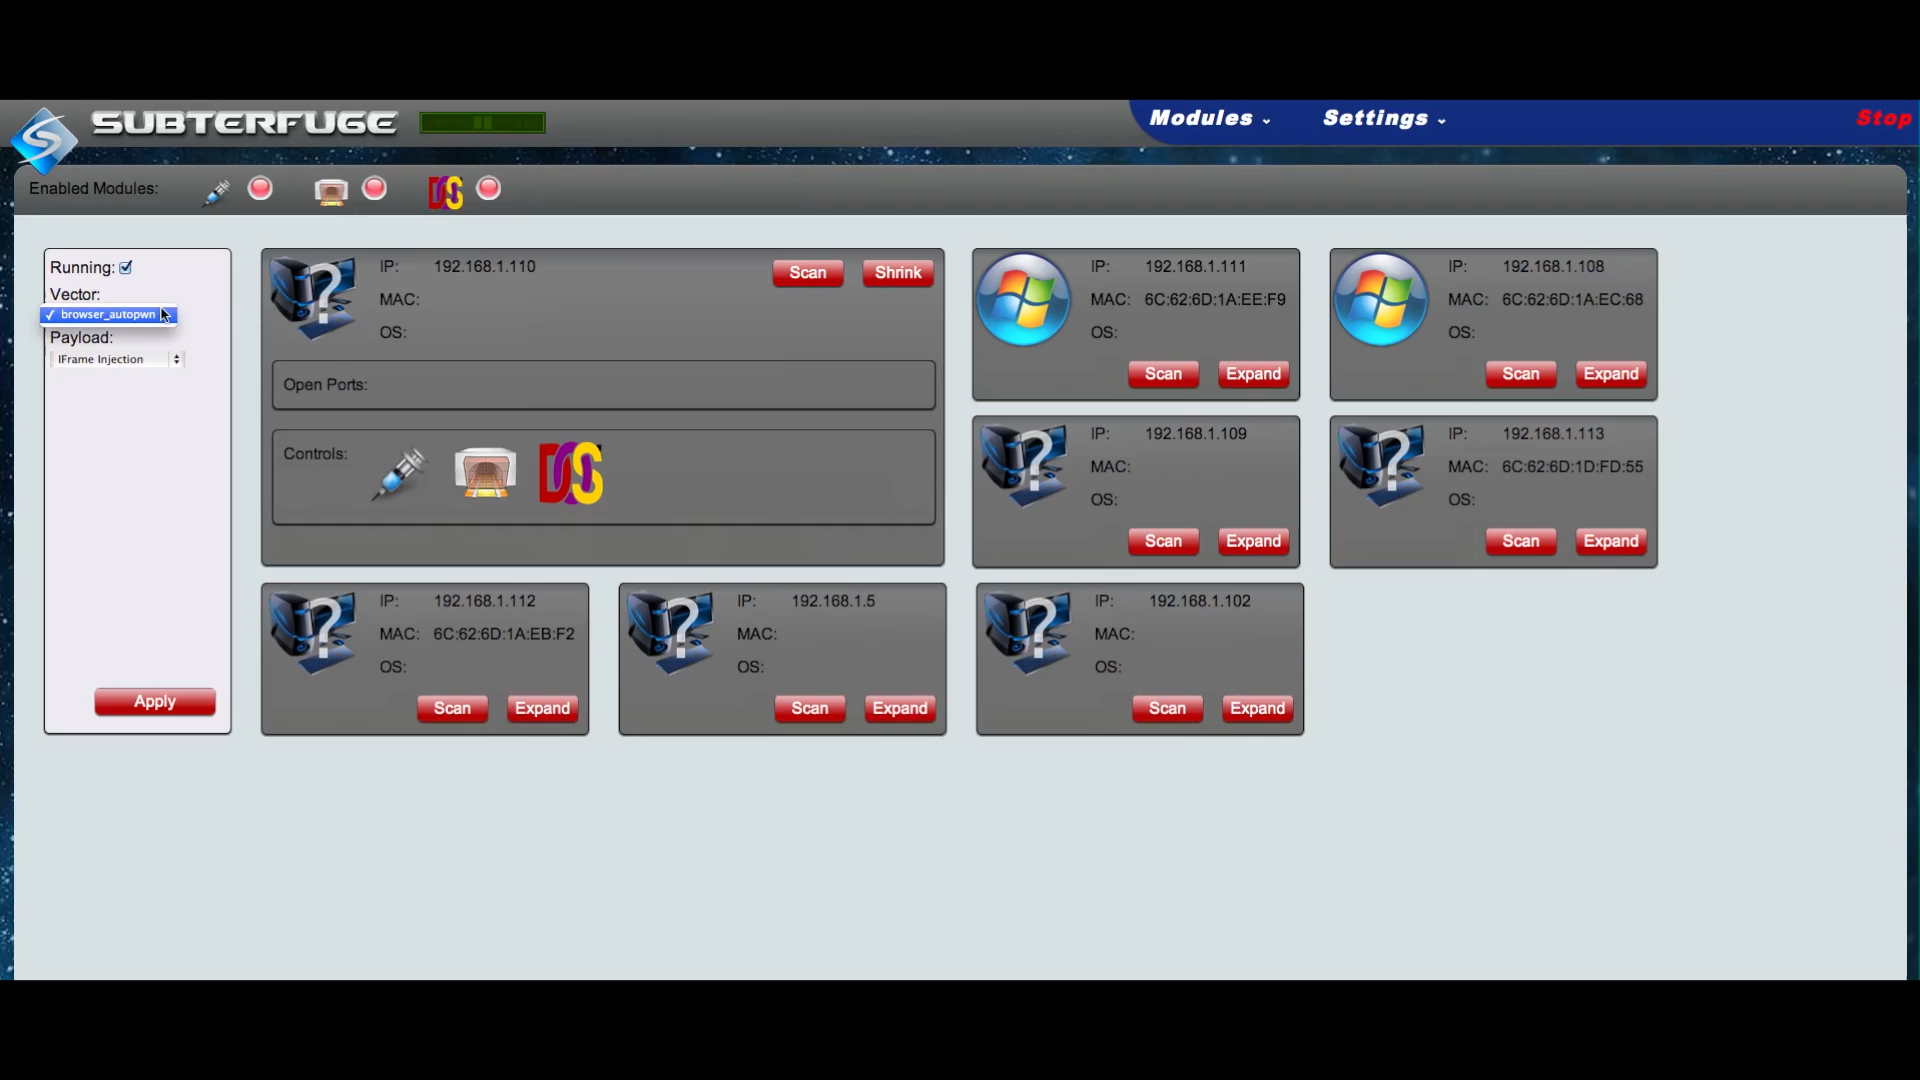 SUBTERFUGE
Modules
Settings
Stop
Enabled Modules:
DOS
Running:
Vector:
✓ browser_autopwn
Payload:
IFrame Injection
Apply
IP: 192.168.1.110
Scan
Shrink
MAC:
OS:
Open Ports:
Controls:
DOS
IP: 192.168.1.111
MAC: 6C:62:6D:1A:EE:F9
OS:
Scan
Expand
IP: 192.168.1.108
MAC: 6C:62:6D:1A:EC:68
OS:
Scan
Expand
IP: 192.168.1.109
MAC:
OS:
Scan
Expand
IP: 192.168.1.113
MAC: 6C:62:6D:1D:FD:55
OS:
Scan
Expand
IP: 192.168.1.112
MAC: 6C:62:6D:1A:EB:F2
OS:
Scan
Expand
IP: 192.168.1.5
MAC:
OS:
Scan
Expand
IP: 192.168.1.102
MAC:
OS:
Scan
Expand